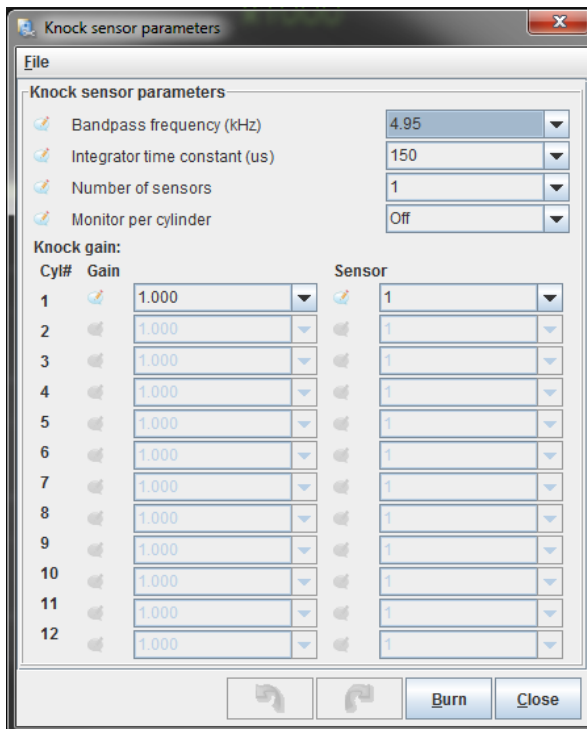 x1000
Knock sensor parameters
File
Knock sensor parameters
Bandpass frequency (kHz) 4.95
Integrator time constant (us) 150
Number of sensors 1
Monitor per cylinder Off
Knock gain:
Cyl# Gain Sensor
1 1.000 1
2 1.000 1
3 1.000 1
4 1.000 1
5 1.000 1
6 1.000 1
7 1.000 1
8 1.000 1
9 1.000 1
10 1.000 1
11 1.000 1
12 1.000 1
Burn Close